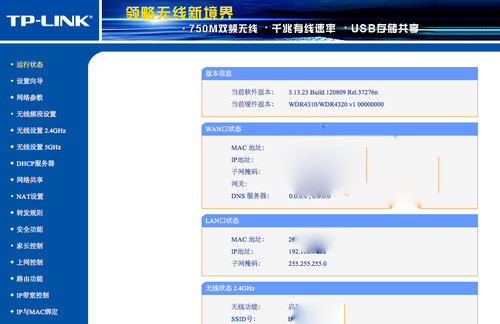 TP-LINK®
领略无线新境界
·750M双频无线 ·千兆有线速率 ·USB存储共享
运行状态
设置向导
网络参数
无线频段设置
无线设置 2.4GHz
无线设置 5GHz
DHCP服务器
网络共享
NAT设置
转发规则
安全功能
家长控制
上网控制
路由功能
IP带宽控制
IP与MAC绑定
版本信息
当前软件版本: 3.13.23 Build 120809 Rel.37276n
当前硬件版本: WDR4310/WDR4320 v1 00000000
WAN口状态
MAC 地址:
IP地址:
子网掩码:
网关:
DNS 服务器:
LAN口状态
MAC 地址:
IP地址: 192.
子网掩码: 255.255.255.0
无线状态 2.4GHz
无线功能:
SSID号: